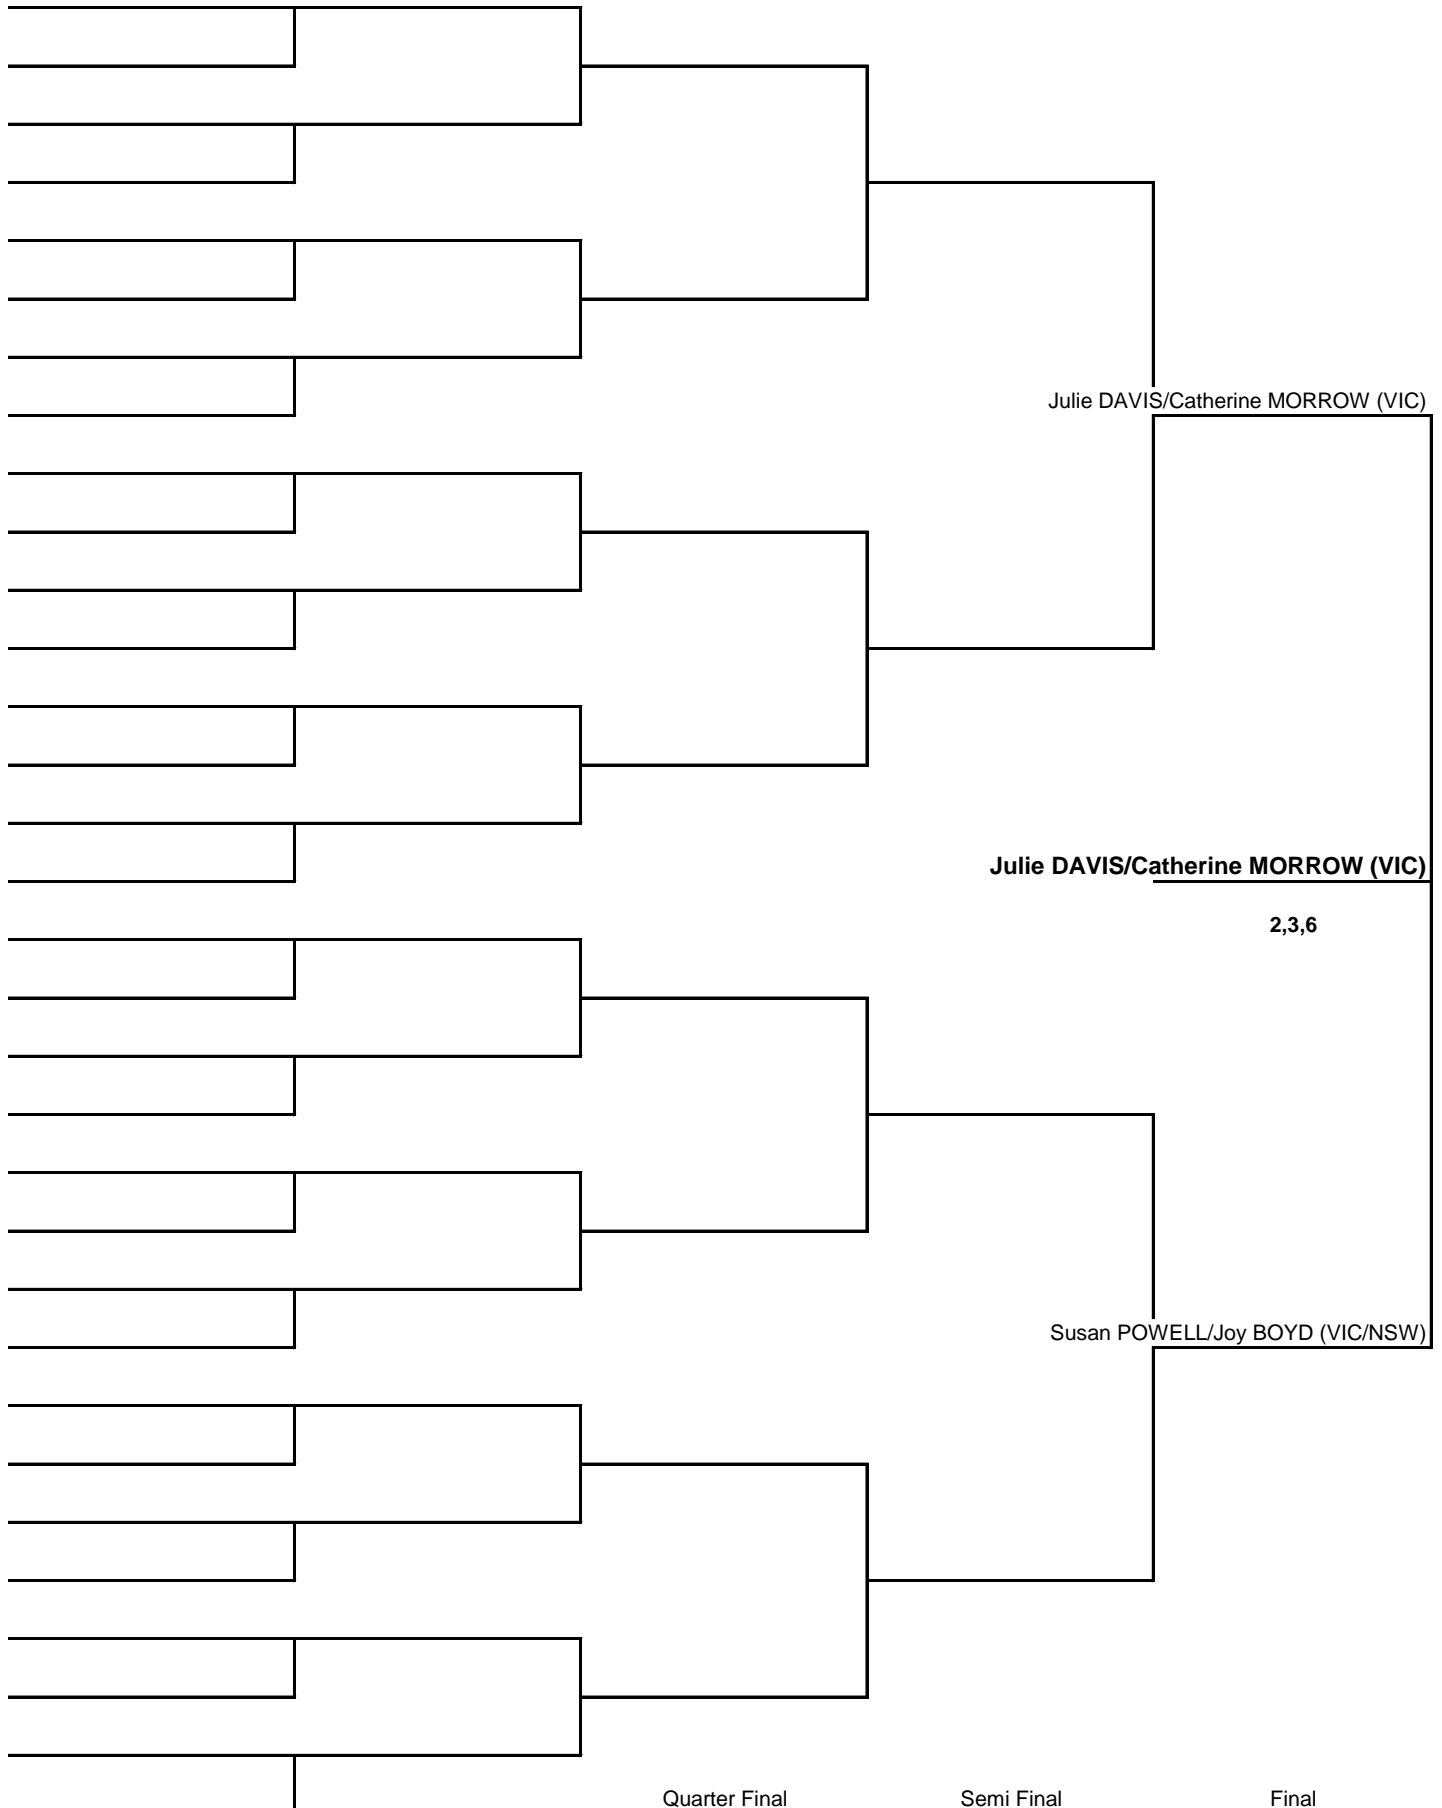 Julie DAVIS/Catherine MORROW (VIC)
Julie DAVIS/Catherine MORROW (VIC)
2,3,6
Susan POWELL/Joy BOYD (VIC/NSW)
Quarter Final Semi Final Final